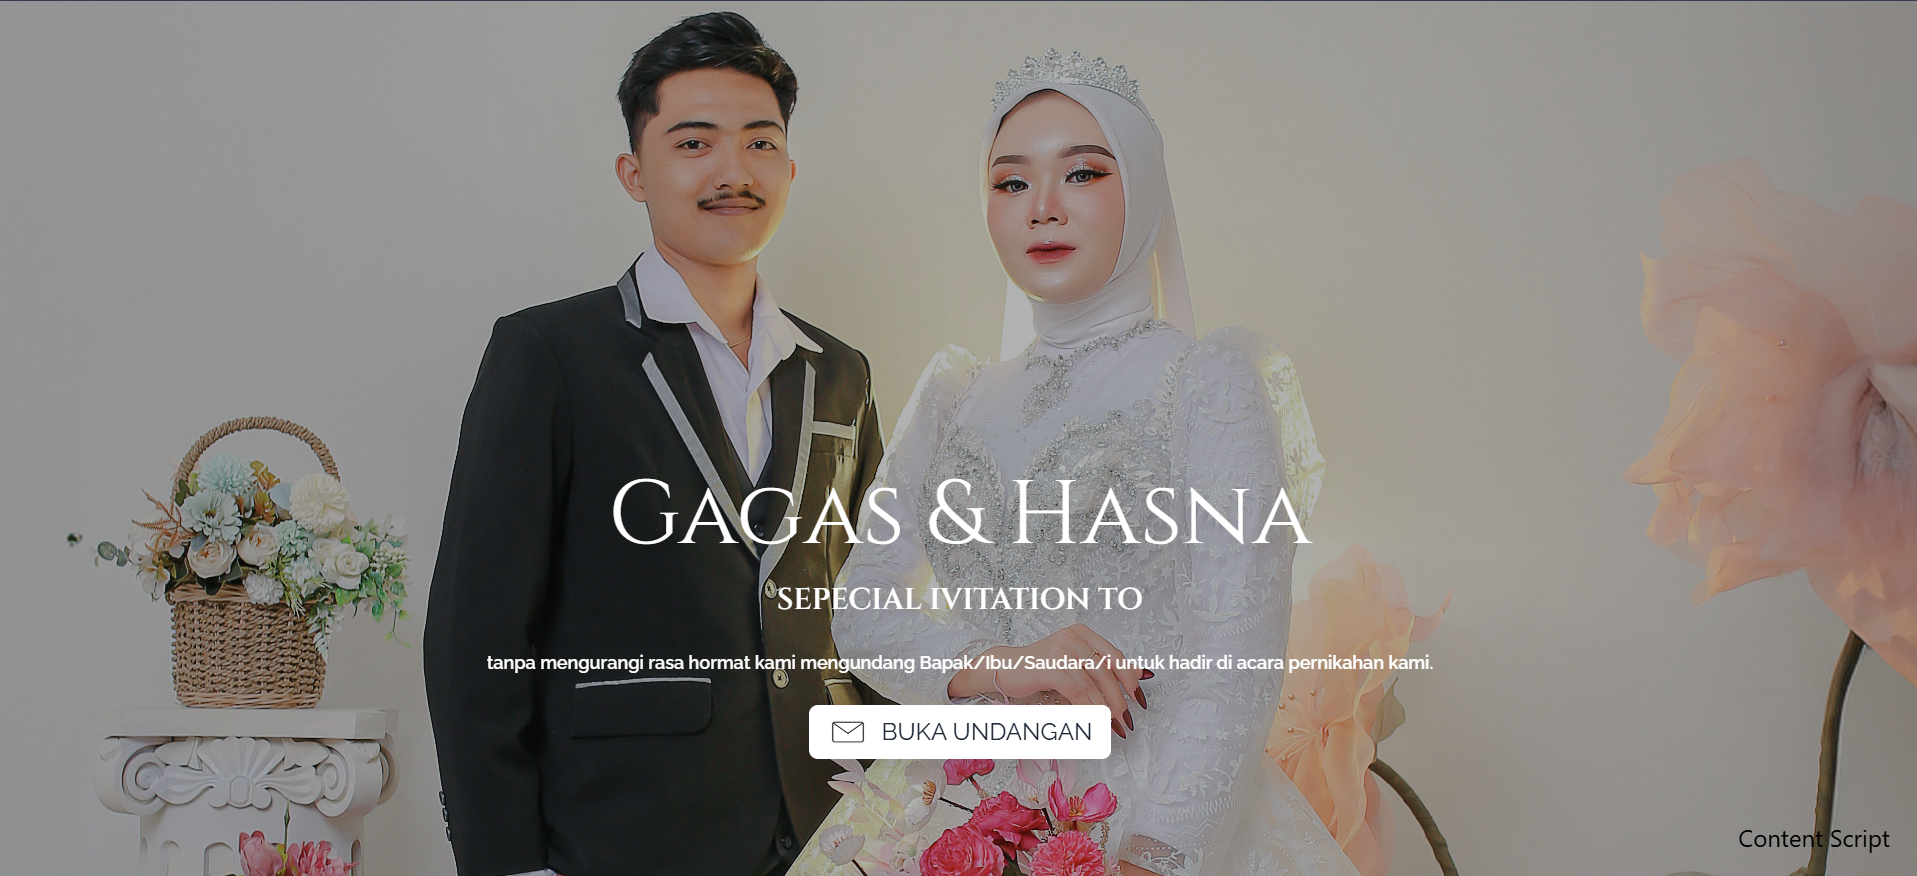 Gagas & Hasna
SEPECIAL IVITATION TO
tanpa mengurangi rasa hormat kami mengundang Bapak/Ibu/Saudara/i untuk hadir di acara pernikahan kami.
BUKA UNDANGAN
Content Script